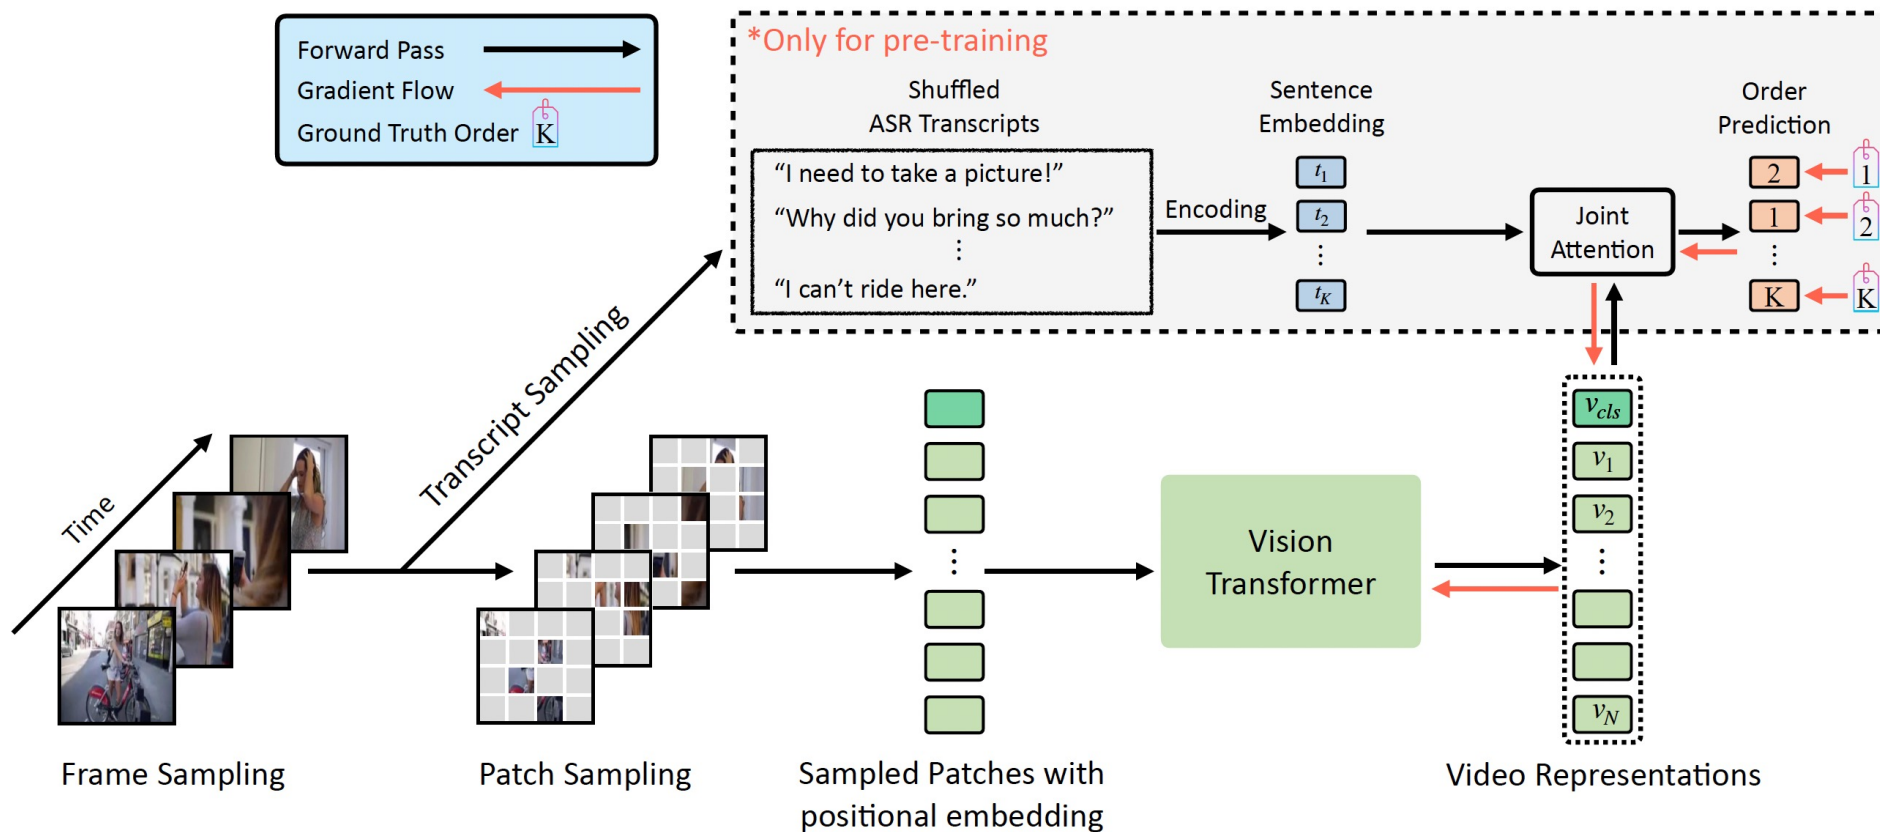 Forward Pass
Gradient Flow
Ground Truth Order K
*Only for pre-training
Shuffled
ASR Transcripts
Sentence
Embedding
Order
Prediction
“I need to take a picture!”
“Why did you bring so much?”
⋮
“I can’t ride here.”
Encoding
t₁
t₂
⋮
t_K
Joint
Attention
2 1
1 2
⋮
K K
Transcript Sampling
Time
v_cls
v₁
v₂
⋮
v_N
⋮
Vision
Transformer
Frame Sampling
Patch Sampling
Sampled Patches with
positional embedding
Video Representations